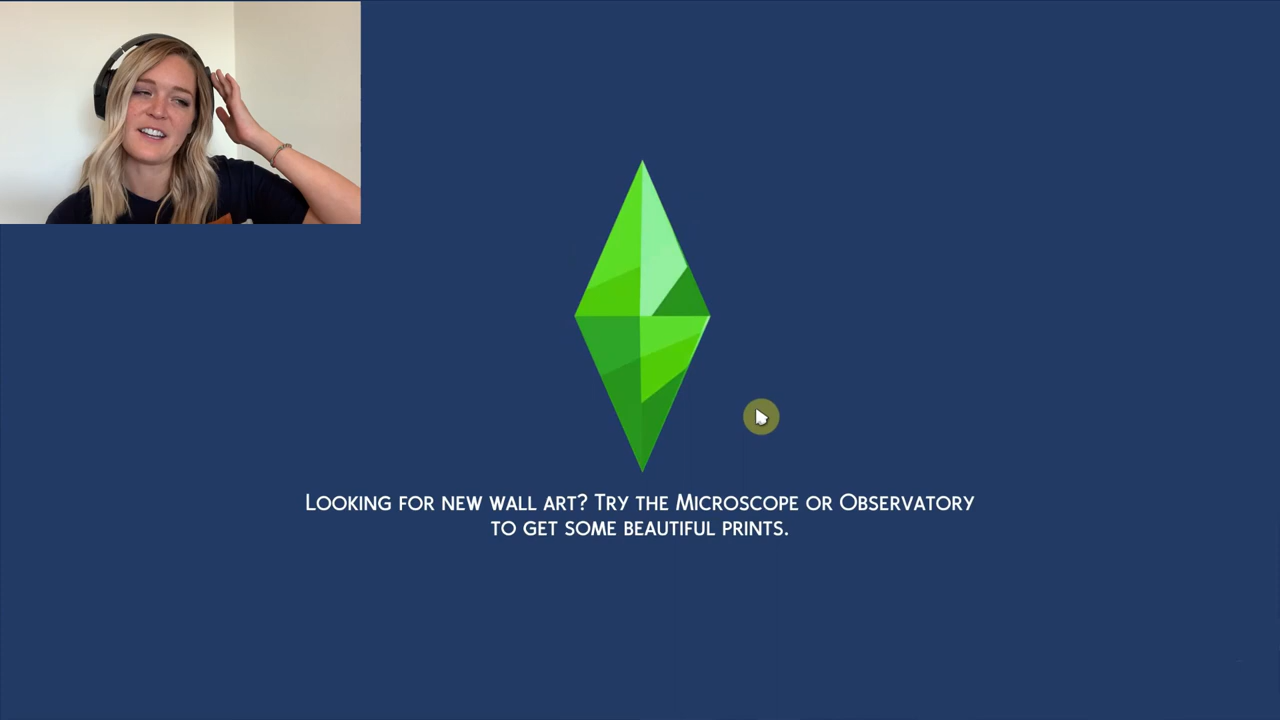 Looking for new wall art? Try the Microscope or Observatory
to get some beautiful prints.